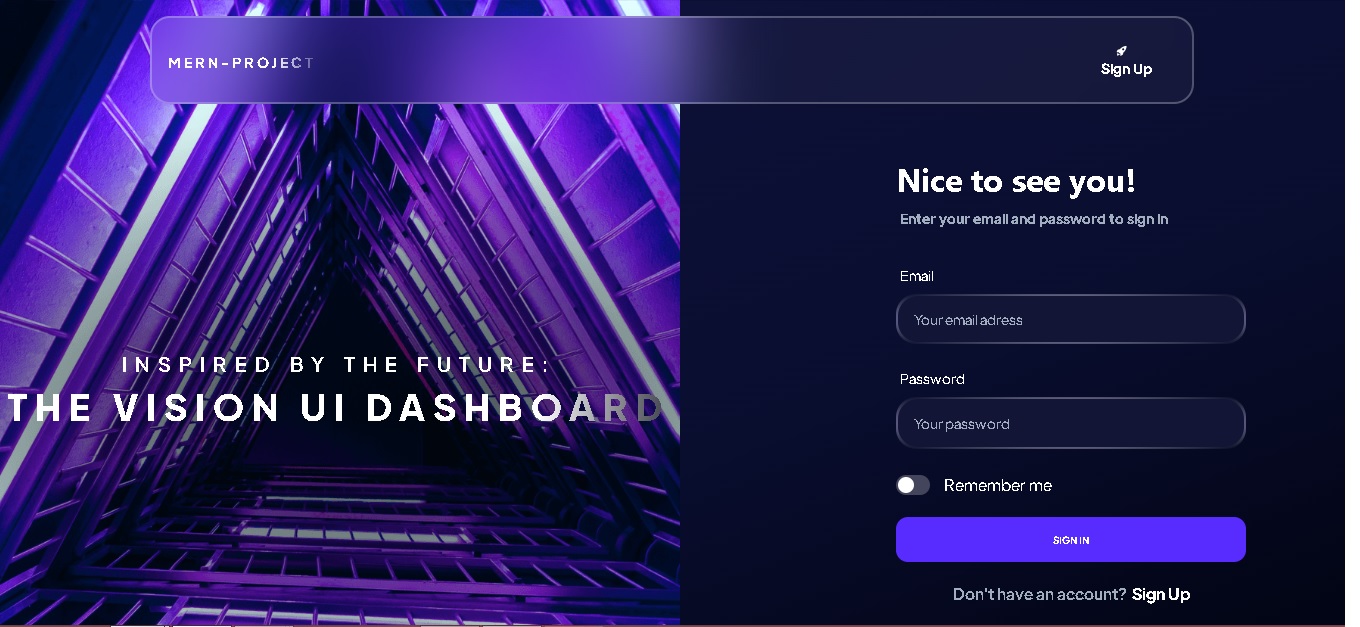 MERN-PROJECT
Sign Up
INSPIRED BY THE FUTURE:
THE VISION UI DASHBOARD
Nice to see you!
Enter your email and password to sign in
Email
Your email adress
Password
Your password
Remember me
SIGN IN
Don't have an account? Sign Up